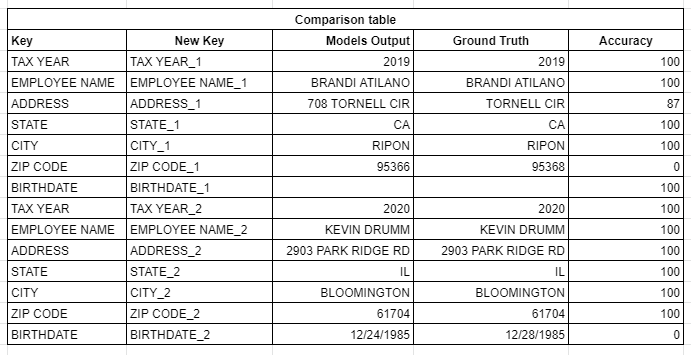 Comparison table
Key New Key Models Output Ground Truth Accuracy
TAX YEAR TAX YEAR_1 2019 2019 100
EMPLOYEE NAME EMPLOYEE NAME_1 BRANDI ATILANO BRANDI ATILANO 100
ADDRESS ADDRESS_1 708 TORNELL CIR TORNELL CIR 87
STATE STATE_1 CA CA 100
CITY CITY_1 RIPON RIPON 100
ZIP CODE ZIP CODE_1 95366 95368 0
BIRTHDATE BIRTHDATE_1 100
TAX YEAR TAX YEAR_2 2020 2020 100
EMPLOYEE NAME EMPLOYEE NAME_2 KEVIN DRUMM KEVIN DRUMM 100
ADDRESS ADDRESS_2 2903 PARK RIDGE RD 2903 PARK RIDGE RD 100
STATE STATE_2 IL IL 100
CITY CITY_2 BLOOMINGTON BLOOMINGTON 100
ZIP CODE ZIP CODE_2 61704 61704 100
BIRTHDATE BIRTHDATE_2 12/24/1985 12/28/1985 0